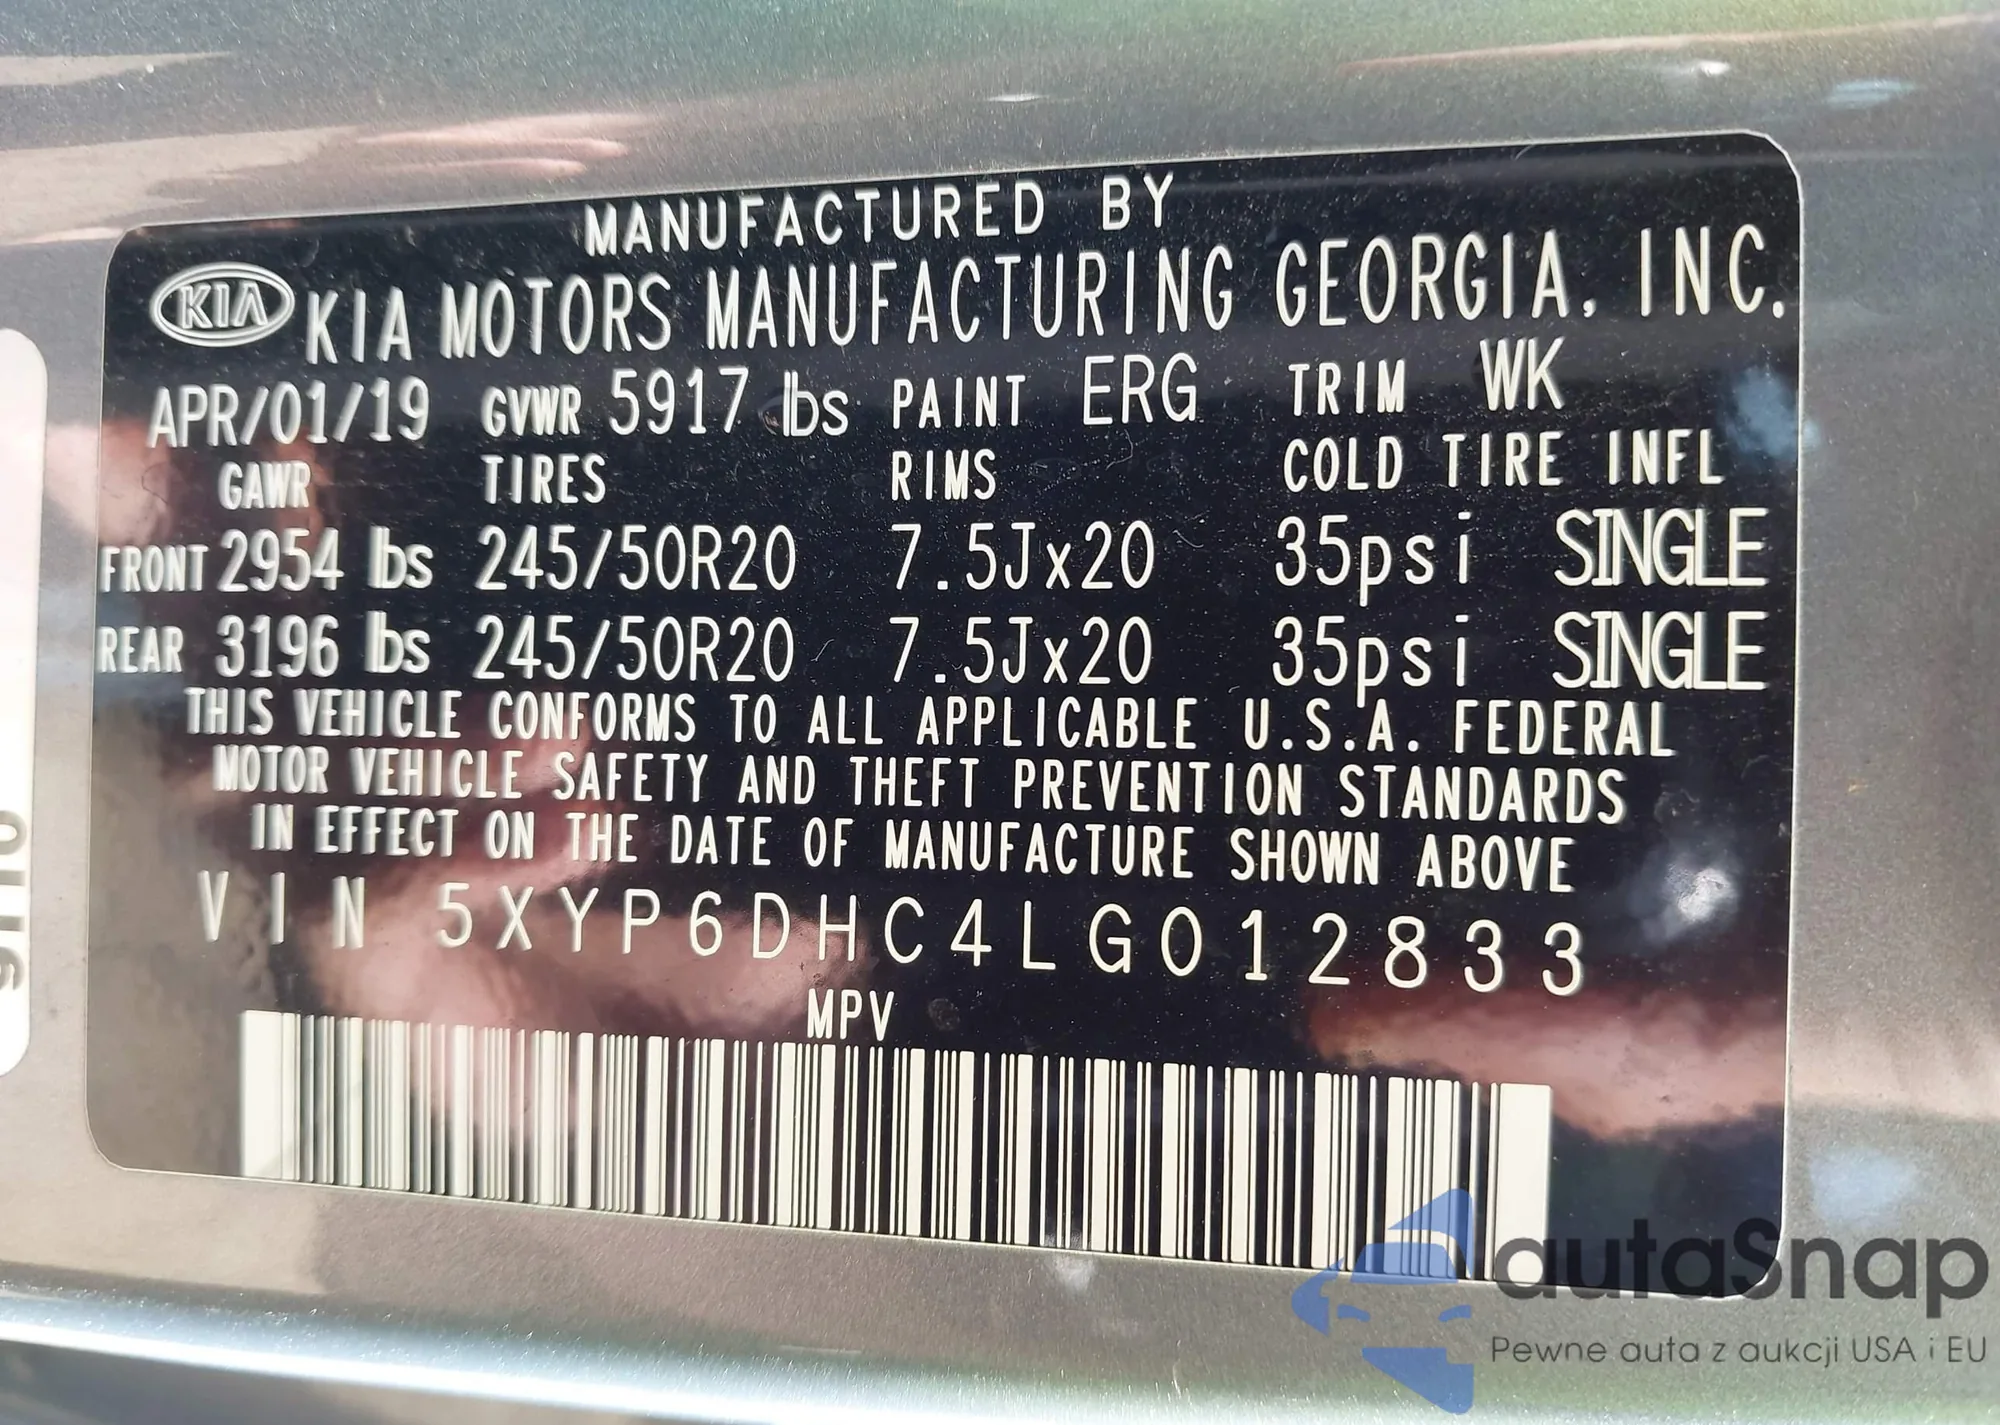 MANUFACTURED BY
KIA KIA MOTORS MANUFACTURING GEORGIA, INC.
APR/01/19 GVWR 5917 lbs PAINT ERG TRIM WK
GAWR TIRES RIMS COLD TIRE INFL
FRONT 2954 lbs 245/50R20 7.5Jx20 35psi SINGLE
REAR 3196 lbs 245/50R20 7.5Jx20 35psi SINGLE
THIS VEHICLE CONFORMS TO ALL APPLICABLE U.S.A. FEDERAL
MOTOR VEHICLE SAFETY AND THEFT PREVENTION STANDARDS
IN EFFECT ON THE DATE OF MANUFACTURE SHOWN ABOVE
VIN 5XYP6DHC4LG012833
MPV
autaSnap
Pewne auta z aukcji USA i EU